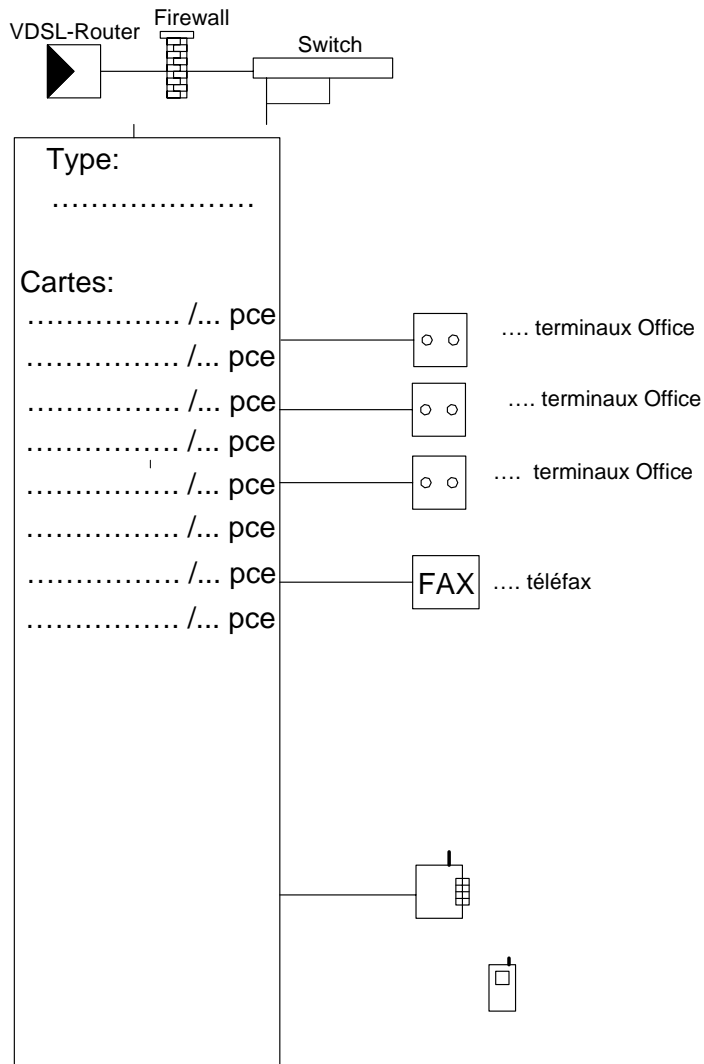 VDSL-Router
Firewall
Switch
Type:
.....................
Cartes:
................ /... pce
................ /... pce
................ /... pce
................ /... pce
................ /... pce
................ /... pce
................ /... pce
................ /... pce
.... terminaux Office
.... terminaux Office
.... terminaux Office
FAX
.... téléfax